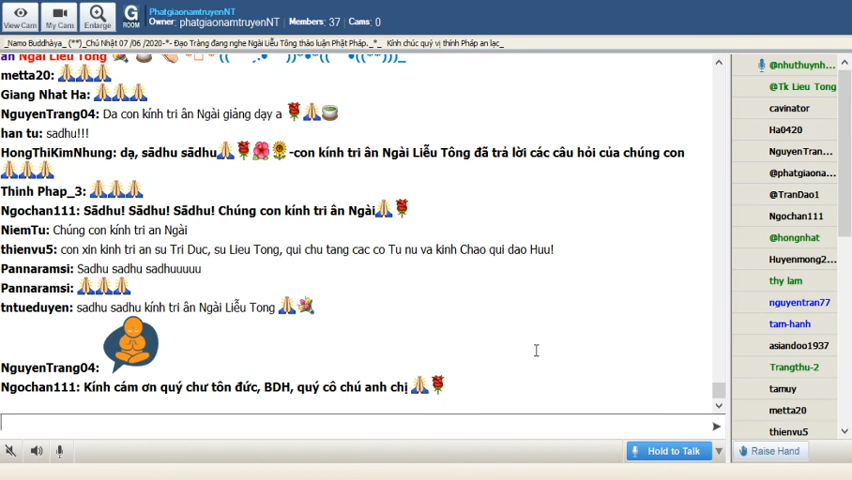 View Cam
My Cam
Enlarge
G
ROOM
PhatgiaonamtruyenNT
Owner: phatgiaonamtruyenNT Members: 37 Cams: 0
_Namo Buddhàya_ (**)_Chủ Nhật 07 /06 /2020-*- Đạo Tràng đang nghe Ngài Liễu Tông thảo luận Phật Pháp._*_ Kính chúc quý vị thính Pháp an lạc_
ân Ngài Liễu Tông
metta20:
Giang Nhat Ha:
NguyenTrang04: Da con kính tri ân Ngài giảng dạy a
han tu: sadhu!!!
HongThiKimNhung: dạ, sādhu sādhu -con kính tri ân Ngài Liễu Tông đã trả lời các câu hỏi của chúng con
Thinh Phap_3:
Ngochan111: Sādhu! Sādhu! Sādhu! Chúng con kính tri ân Ngài
NiemTu: Chúng con kính tri an Ngài
thienvu5: con xin kinh tri an su Tri Duc, su Lieu Tong, qui chu tang cac co Tu nu va kinh Chao qui dao Huu!
Pannaramsi: Sadhu sadhu sadhuuuuu
Pannaramsi:
tntueduyen: sadhu sadhu kính tri ân Ngài Liễu Tong
NguyenTrang04:
Ngochan111: Kính cám ơn quý chư tôn đức, BDH, quý cô chú anh chị
Hold to Talk
@nhuthuynh...
@Tk Lieu Tong
cavinator
Ha0420
NguyenTran...
@phatgiaona...
@TranDao1
Ngochan111
@hongnhat
Huyenmong2...
thy lam
nguyentran77
tam-hanh
asiandoo1937
Trangthu-2
tamuy
metta20
thienvu5
Raise Hand